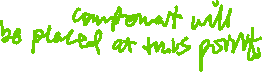 component will
be placed at this point